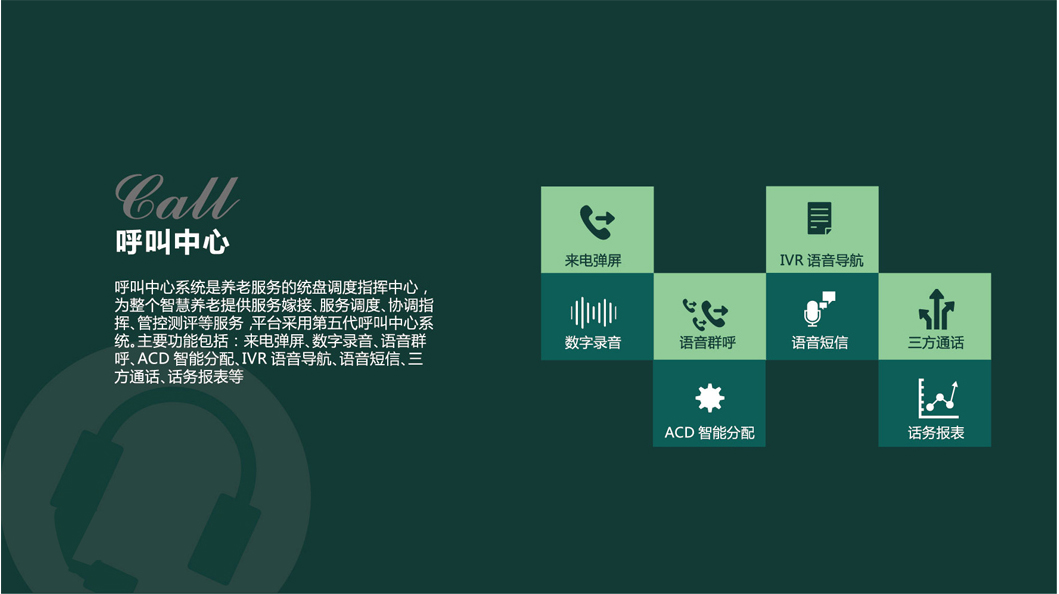 Call
呼叫中心
呼叫中心系统是养老服务的统盘调度指挥中心，
为整个智慧养老提供服务嫁接、服务调度、协调指
挥、管控测评等服务，平台采用第五代呼叫中心系
统。主要功能包括：来电弹屏、数字录音、语音群
呼、ACD 智能分配、IVR 语音导航、语音短信、三
方通话、话务报表等
来电弹屏
IVR 语音导航
数字录音
语音群呼
语音短信
三方通话
ACD 智能分配
话务报表